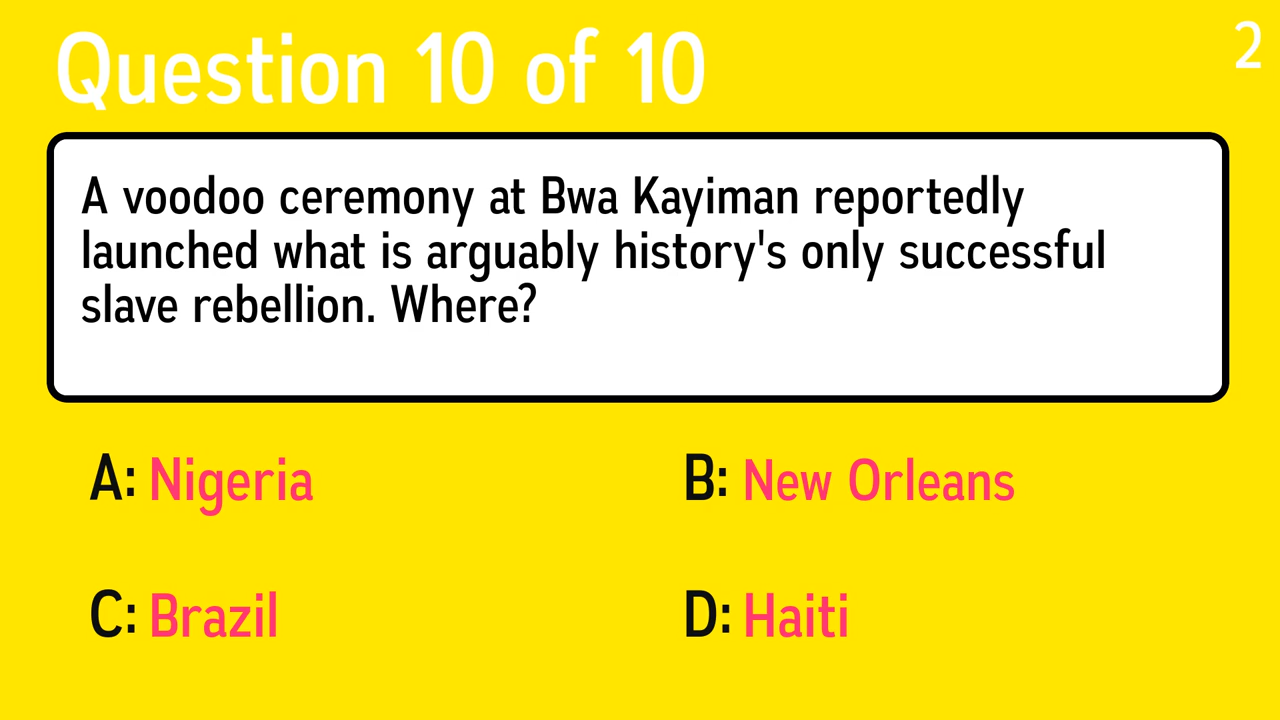 Question 10 of 10
2
A voodoo ceremony at Bwa Kayiman reportedly
launched what is arguably history's only successful
slave rebellion. Where?
A: Nigeria
B: New Orleans
C: Brazil
D: Haiti